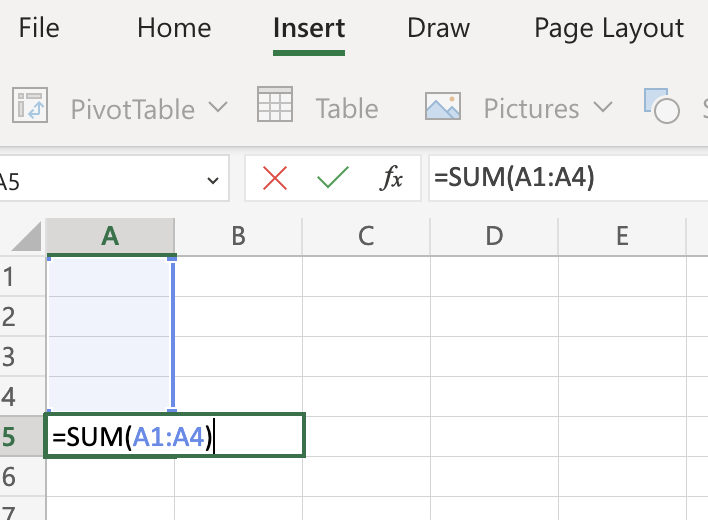 File Home Insert Draw Page Layout
PivotTable Table Pictures
A5 fx =SUM(A1:A4)
A B C D E
1
2
3
4
5 =SUM(A1:A4)
6
7